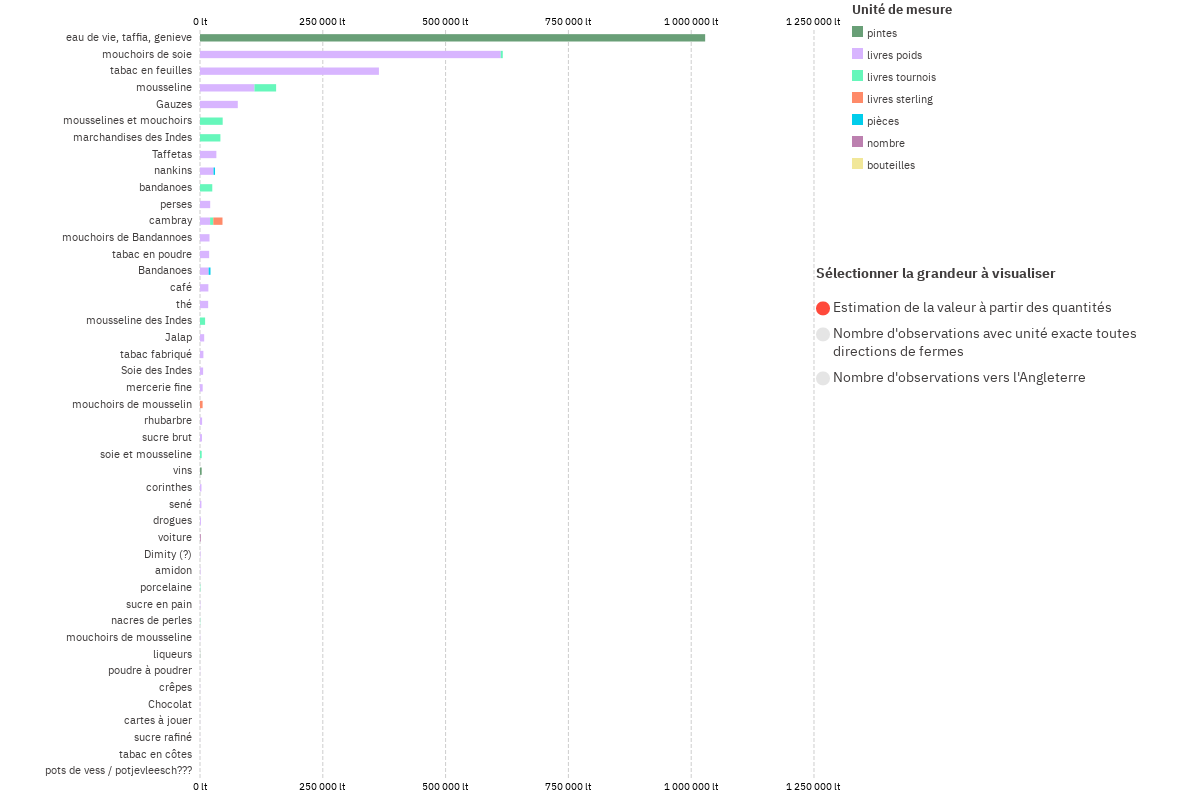 0 lt 250 000 lt 500 000 lt 750 000 lt 1 000 000 lt 1 250 000 lt
eau de vie, taffia, genieve
mouchoirs de soie
tabac en feuilles
mousseline
Gauzes
mousselines et mouchoirs
marchandises des Indes
Taffetas
nankins
bandanoes
perses
cambray
mouchoirs de Bandannoes
tabac en poudre
Bandanoes
café
thé
mousseline des Indes
Jalap
tabac fabriqué
Soie des Indes
mercerie fine
mouchoirs de mousselin
rhubarbre
sucre brut
soie et mousseline
vins
corinthes
sené
drogues
voiture
Dimity (?)
amidon
porcelaine
sucre en pain
nacres de perles
mouchoirs de mousseline
liqueurs
poudre à poudrer
crêpes
Chocolat
cartes à jouer
sucre rafiné
tabac en côtes
pots de vess / potjevleesch???
0 lt 250 000 lt 500 000 lt 750 000 lt 1 000 000 lt 1 250 000 lt
Unité de mesure
pintes
livres poids
livres tournois
livres sterling
pièces
nombre
bouteilles
Sélectionner la grandeur à visualiser
Estimation de la valeur à partir des quantités
Nombre d'observations avec unité exacte toutes
directions de fermes
Nombre d'observations vers l'Angleterre